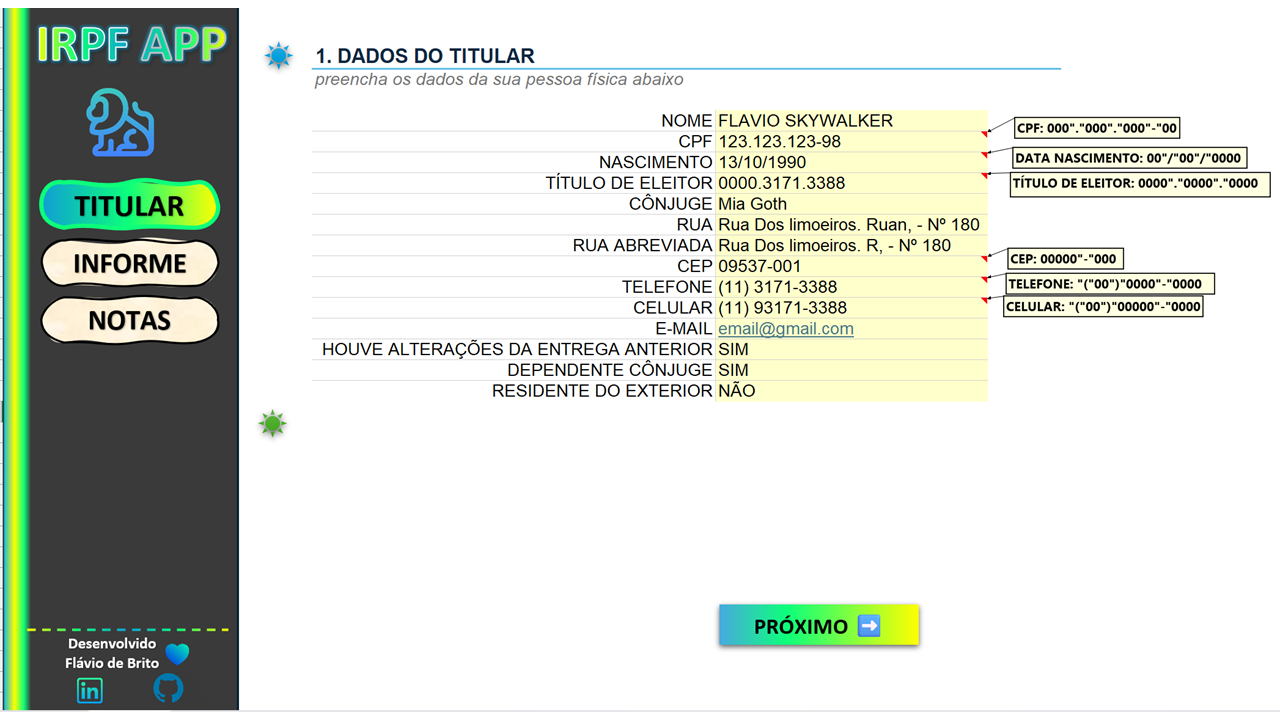 IRPF APP
TITULAR
INFORME
NOTAS
Desenvolvido
Flávio de Brito
in
1. DADOS DO TITULAR
preencha os dados da sua pessoa física abaixo
NOME FLAVIO SKYWALKER
CPF 123.123.123-98
NASCIMENTO 13/10/1990
TÍTULO DE ELEITOR 0000.3171.3388
CÔNJUGE Mia Goth
RUA Rua Dos limoeiros. Ruan, - Nº 180
RUA ABREVIADA Rua Dos limoeiros. R, - Nº 180
CEP 09537-001
TELEFONE (11) 3171-3388
CELULAR (11) 93171-3388
E-MAIL email@gmail.com
HOUVE ALTERAÇÕES DA ENTREGA ANTERIOR SIM
DEPENDENTE CÔNJUGE SIM
RESIDENTE DO EXTERIOR NÃO
CPF: 000"."000"."000"-"00
DATA NASCIMENTO: 00"/"00"/"0000
TÍTULO DE ELEITOR: 0000"."0000"."0000
CEP: 00000"-"000
TELEFONE: "("00")"0000"-"0000
CELULAR: "("00")"00000"-"0000
PRÓXIMO